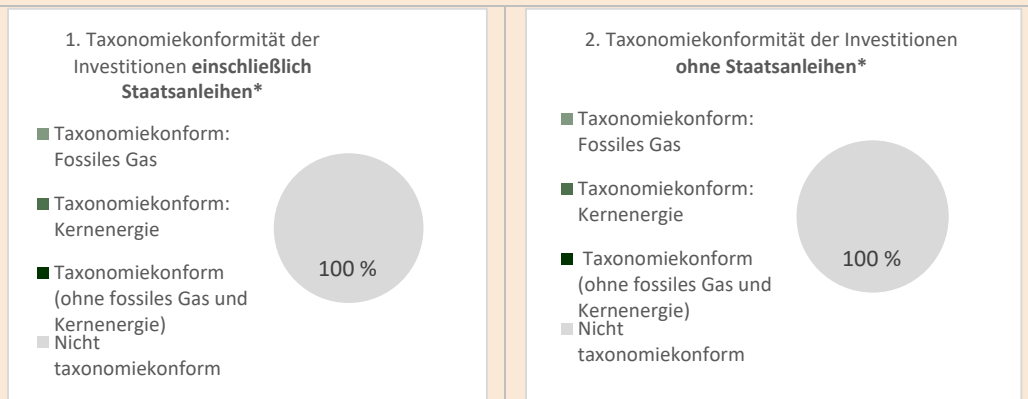 1. Taxonomiekonformität der
Investitionen einschließlich
Staatsanleihen*
Taxonomiekonform:
Fossiles Gas
Taxonomiekonform:
Kernenergie
Taxonomiekonform
(ohne fossiles Gas und
Kernenergie)
Nicht
taxonomiekonform
100 %
2. Taxonomiekonformität der Investitionen
ohne Staatsanleihen*
Taxonomiekonform:
Fossiles Gas
Taxonomiekonform:
Kernenergie
Taxonomiekonform
(ohne fossiles Gas und
Kernenergie)
Nicht
taxonomiekonform
100 %